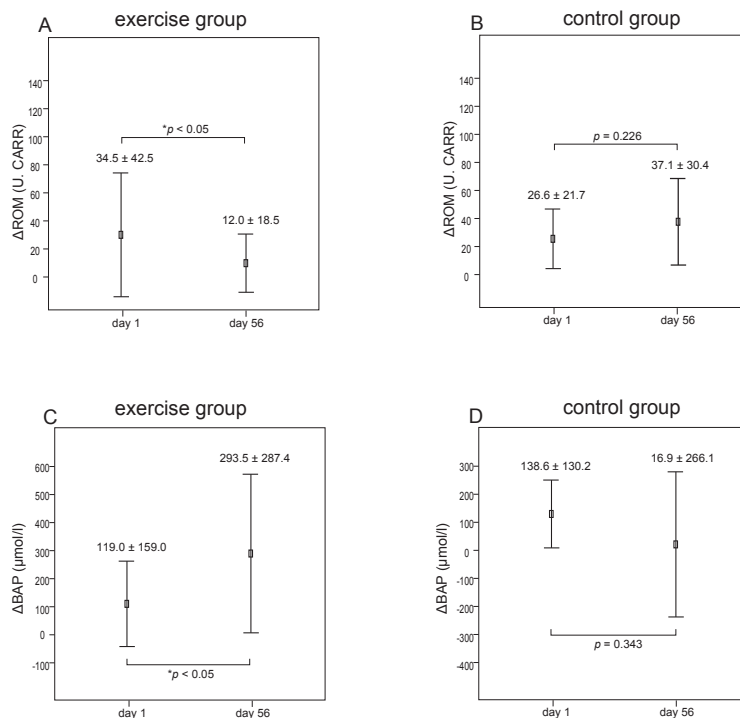 A
exercise group
ΔROM (U. CARR)
140
120
100
80
60
40
20
0
*p < 0.05
34.5 ± 42.5
12.0 ± 18.5
day 1
day 56
B
control group
ΔROM (U. CARR)
140
120
100
80
60
40
20
0
p = 0.226
37.1 ± 30.4
26.6 ± 21.7
day 1
day 56
C
exercise group
ΔBAP (μmol/l)
600
500
400
300
200
100
0
-100
293.5 ± 287.4
119.0 ± 159.0
*p < 0.05
day 1
day 56
D
control group
ΔBAP (μmol/l)
300
200
100
0
-100
-200
-300
-400
138.6 ± 130.2
16.9 ± 266.1
p = 0.343
day 1
day 56